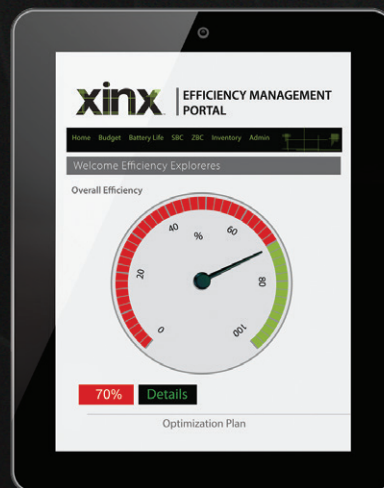 xinx EFFICIENCY MANAGEMENT
PORTAL
Home Budget Battery Life SBC ZBC Inventory Admin
Welcome Efficiency Exploreres
Overall Efficiency
0 20 40 % 60 80 100
70% Details
Optimization Plan